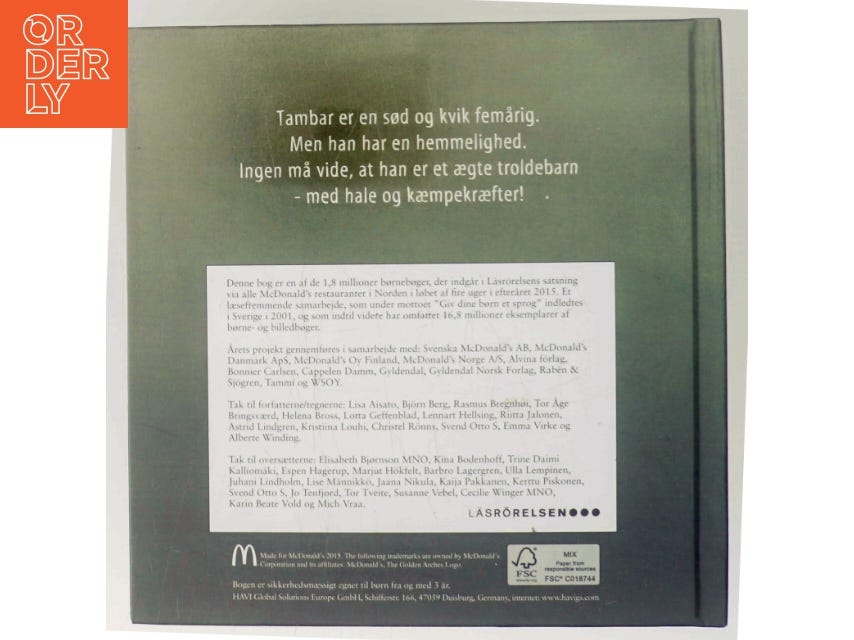 OR
DER
LY
Tambar er en sød og kvik femårig.
Men han har en hemmelighed.
Ingen må vide, at han er et ægte troldebarn
- med hale og kæmpekræfter!
Denne bog er en af de 1,8 millioner børnebøger, der indgår i Läsrörelsens satsning
via alle McDonald's restauranter i Norden i løbet af fire uger i efteråret 2015. Et
læsefremmende samarbejde, som under mottoet "Giv dine børn et sprog" indledtes
i Sverige i 2001, og som indtil videre har omfattet 16,8 millioner eksemplarer af
børne- og billedbøger.
Årets projekt gennemføres i samarbejde med: Svenska McDonald's AB, McDonald's
Danmark ApS, McDonald's Oy Finland, McDonald's Norge A/S, Alvina förlag,
Bonnier Carlsen, Cappelen Damm, Gyldendal, Gyldendal Norsk Forlag, Rabén &
Sjögren, Tammi og WSOY.
Tak til forfatterne/tegnerne: Lisa Aisato, Björn Berg, Rasmus Bregnhøi, Tor Åge
Bringsværd, Helena Bross, Lotta Geffenblad, Lennart Hellsing, Riitta Jalonen,
Astrid Lindgren, Kristiina Louhi, Christel Rönns, Svend Otto S, Emma Virke og
Alberte Winding.
Tak til oversætterne: Elisabeth Bjørnson MNO, Kina Bodenhoff, Trine Daimi
Kalliomäki, Espen Hagerup, Marjut Hökfelt, Barbro Lagergren, Ulla Lempinen,
Juhani Lindholm, Lise Männikkö, Jaana Nikula, Kaija Pakkanen, Kerttu Piskonen,
Svend Otto S, Jo Tenfjord, Tor Tveite, Susanne Vebel, Cecilie Winger MNO,
Karin Beate Vold og Mich Vraa.
LÄSRÖRELSEN
Made for McDonald's 2015. The following trademarks are owned by McDonald's
Corporation and its affiliates: McDonald's, The Golden Arches Logo.
FSC
www.fsc.org
MIX
Paper from
responsible sources
FSC® C018744
Bogen er sikkerhedsmæssigt egnet til børn fra og med 3 år.
HAVI Global Solutions Europe GmbH, Schifferstr. 166, 47059 Duisburg, Germany, internet: www.havigs.com